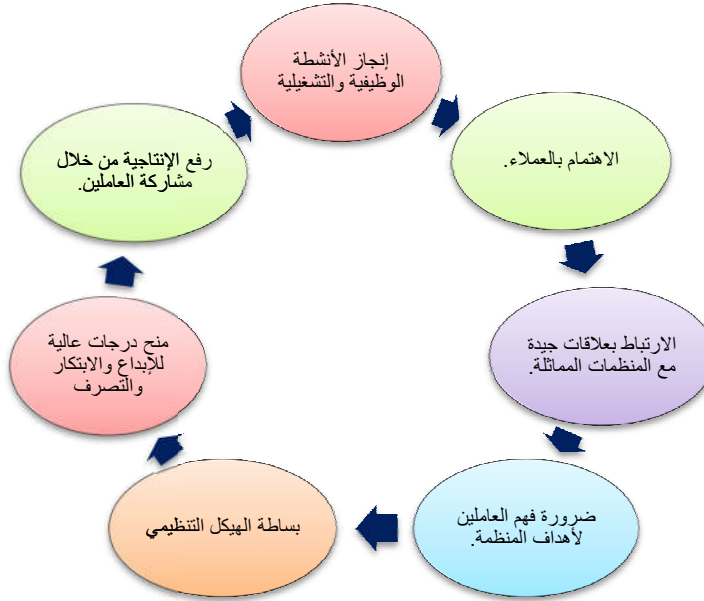 إنجاز الأنشطة
الوظيفية والتشغيلية
الاهتمام بالعملاء.
الارتباط بعلاقات جيدة
مع المنظمات المماثلة.
ضرورة فهم العاملين
لأهداف المنظمة.
بساطة الهيكل التنظيمي
منح درجات عالية
للإبداع والابتكار
والتصرف
رفع الإنتاجية من خلال
مشاركة العاملين.